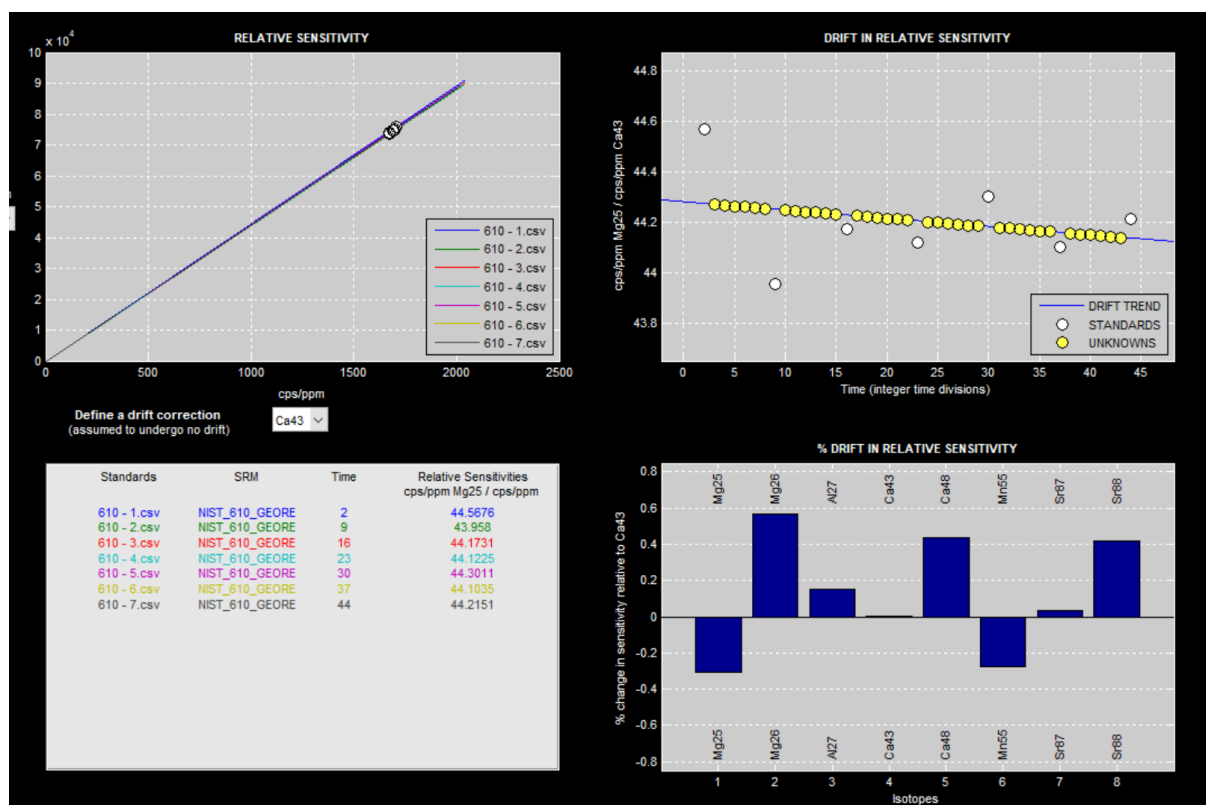 RELATIVE SENSITIVITY
x 10⁴
10
9
8
7
6
5
4
3
2
1
0
0 500 1000 1500 2000 2500
cps/ppm
610 - 1.csv
610 - 2.csv
610 - 3.csv
610 - 4.csv
610 - 5.csv
610 - 6.csv
610 - 7.csv
DRIFT IN RELATIVE SENSITIVITY
cps/ppm Mg25 / cps/ppm Ca43
44.8
44.6
44.4
44.2
44
43.8
0 5 10 15 20 25 30 35 40 45
Time (integer time divisions)
DRIFT TREND
STANDARDS
UNKNOWNS
Define a drift correction
(assumed to undergo no drift)
Ca43
Standards SRM Time Relative Sensitivities
cps/ppm Mg25 / cps/ppm
610 - 1.csv NIST_610_GEORE 2 44.5676
610 - 2.csv NIST_610_GEORE 9 43.958
610 - 3.csv NIST_610_GEORE 16 44.1731
610 - 4.csv NIST_610_GEORE 23 44.1225
610 - 5.csv NIST_610_GEORE 30 44.3011
610 - 6.csv NIST_610_GEORE 37 44.1035
610 - 7.csv NIST_610_GEORE 44 44.2151
% DRIFT IN RELATIVE SENSITIVITY
% change in sensitivity relative to Ca43
0.8
0.6
0.4
0.2
0
-0.2
-0.4
-0.6
-0.8
Mg25 Mg26 Al27 Ca43 Ca48 Mn55 Sr87 Sr88
Mg25 Mg26 Al27 Ca43 Ca48 Mn55 Sr87 Sr88
1 2 3 4 5 6 7 8
Isotopes